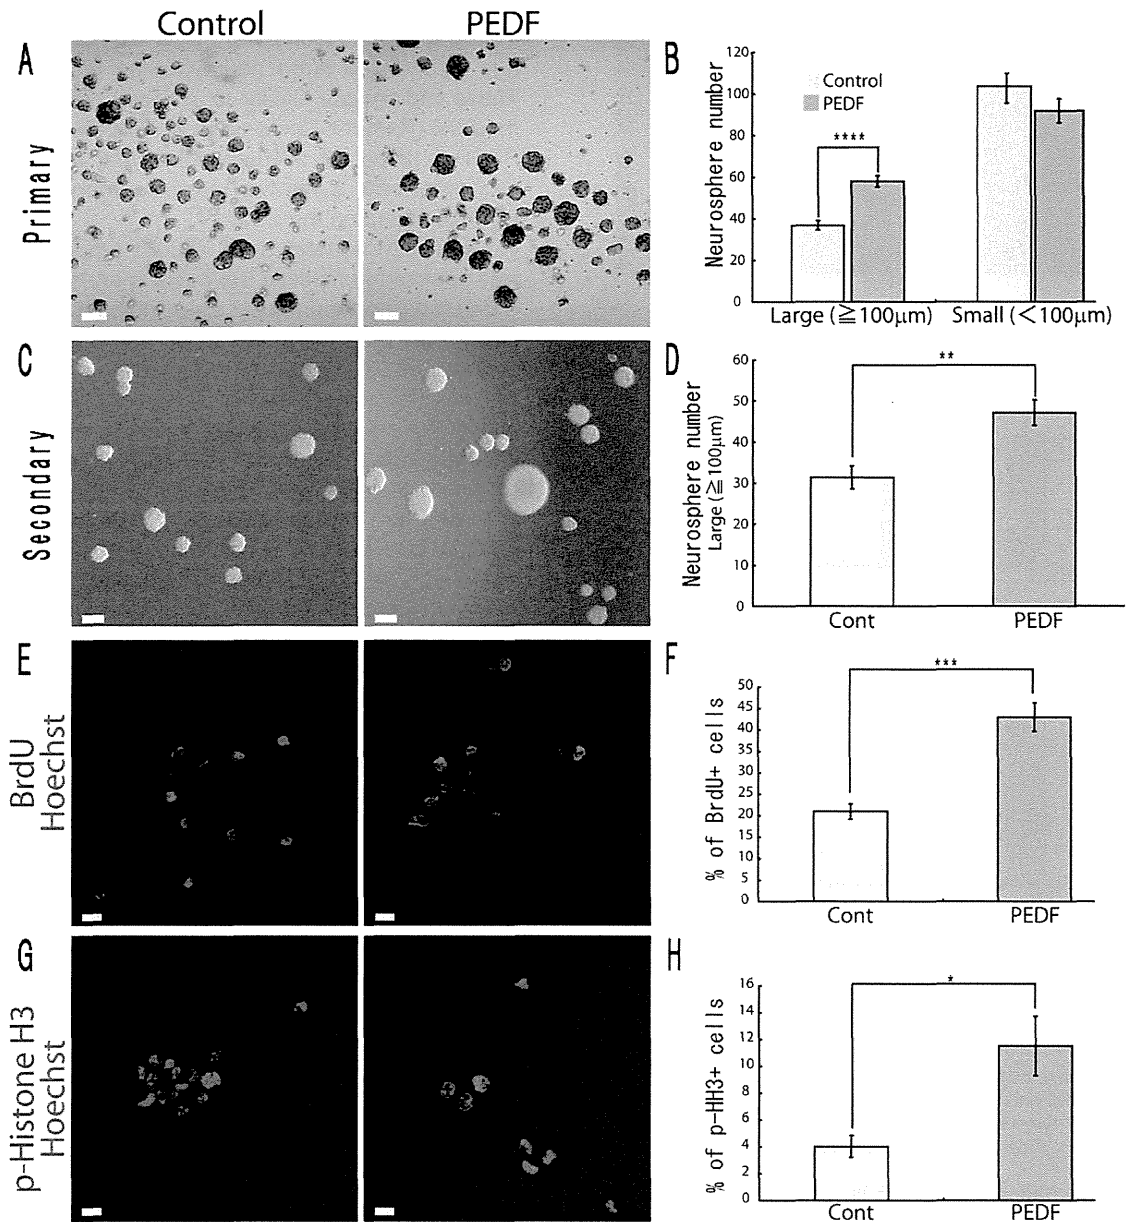 Control PEDF
A
Primary
B
Neurosphere number
120
100
80
60
40
20
0
Control
PEDF
****
Large (≧100μm) Small (<100μm)
C
Secondary
D
Neurosphere number
Large (≧100μm)
60
50
40
30
20
10
0
**
Cont PEDF
E
BrdU
Hoechst
F
% of BrdU+ cells
50
45
40
35
30
25
20
15
10
5
0
***
Cont PEDF
G
p-Histone H3
Hoechst
H
% of p-HH3+ cells
16
14
12
10
8
6
4
2
0
*
Cont PEDF